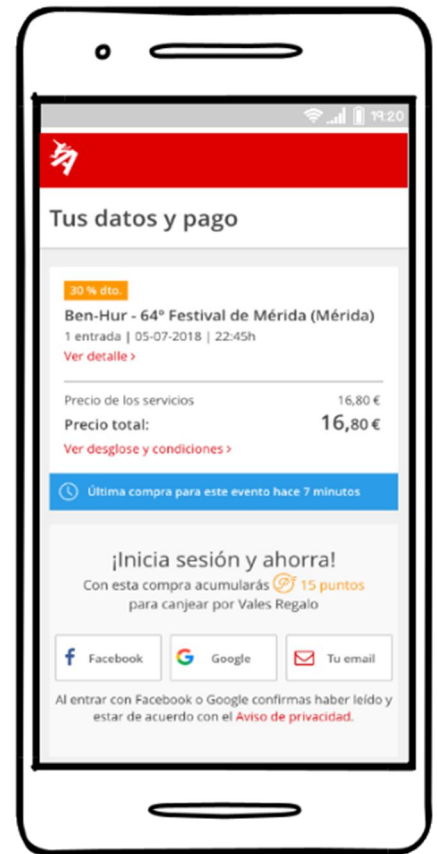 19:20
Tus datos y pago
30 % dto.
Ben-Hur - 64º Festival de Mérida (Mérida)
1 entrada | 05-07-2018 | 22:45h
Ver detalle >
Precio de los servicios 16,80 €
Precio total: 16,80 €
Ver desglose y condiciones >
Última compra para este evento hace 7 minutos
¡Inicia sesión y ahorra!
Con esta compra acumularás 15 puntos
para canjear por Vales Regalo
Facebook Google Tu email
Al entrar con Facebook o Google confirmas haber leído y
estar de acuerdo con el Aviso de privacidad.